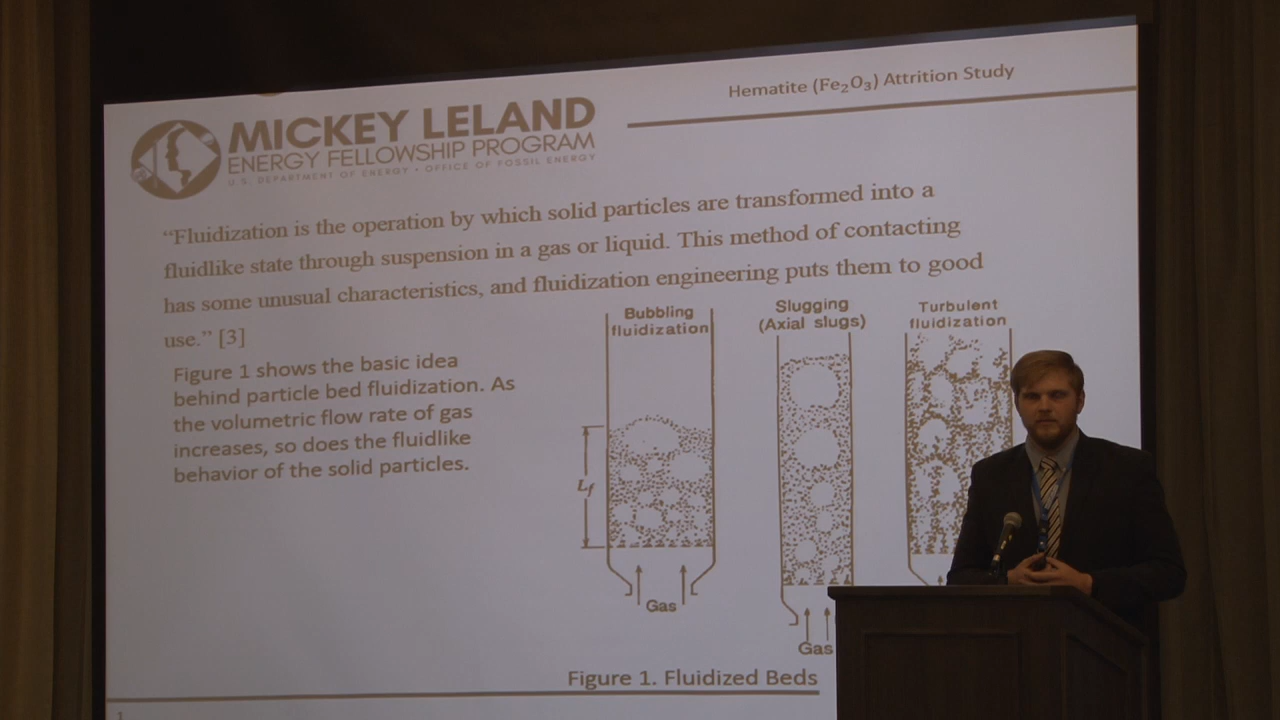 Hematite (Fe₂O₃) Attrition Study
MICKEY LELAND
ENERGY FELLOWSHIP PROGRAM
U.S. DEPARTMENT OF ENERGY • OFFICE OF FOSSIL ENERGY
“Fluidization is the operation by which solid particles are transformed into a
fluidlike state through suspension in a gas or liquid. This method of contacting
has some unusual characteristics, and fluidization engineering puts them to good
use.” [3]
Figure 1 shows the basic idea
behind particle bed fluidization. As
the volumetric flow rate of gas
increases, so does the fluidlike
behavior of the solid particles.
Bubbling
fluidization
Slugging
(Axial slugs)
Turbulent
fluidization
Lf
Gas
Gas
Figure 1. Fluidized Beds
1